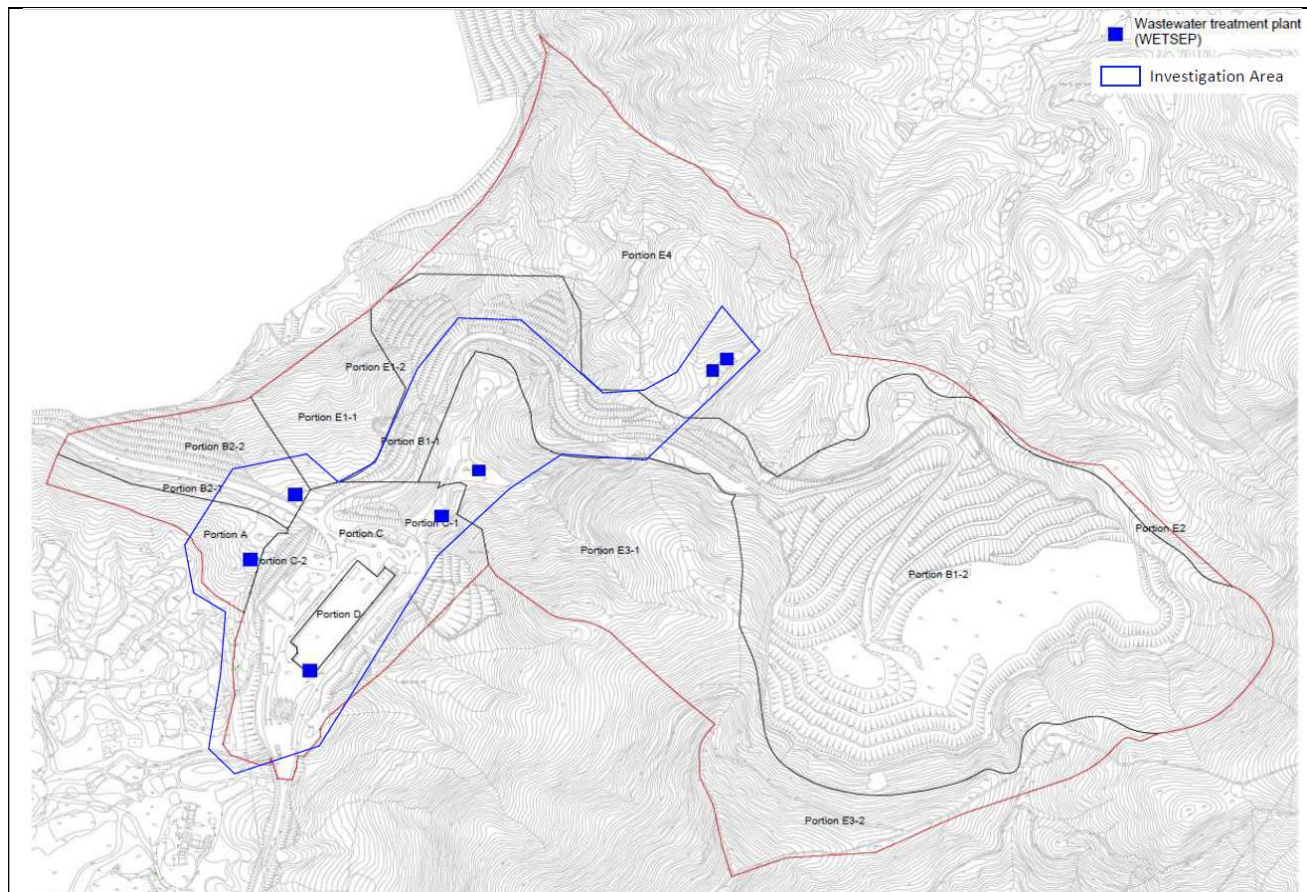 Wastewater treatment plant
(WETSEP)
Investigation Area
Portion E4
Portion E1-2
Portion E1-1
Portion B1-1
Portion B2-2
Portion B2-1
Portion A
Portion C
Portion C-1
Portion C-2
Portion D
Portion E3-1
Portion E2
Portion B1-2
Portion E3-2